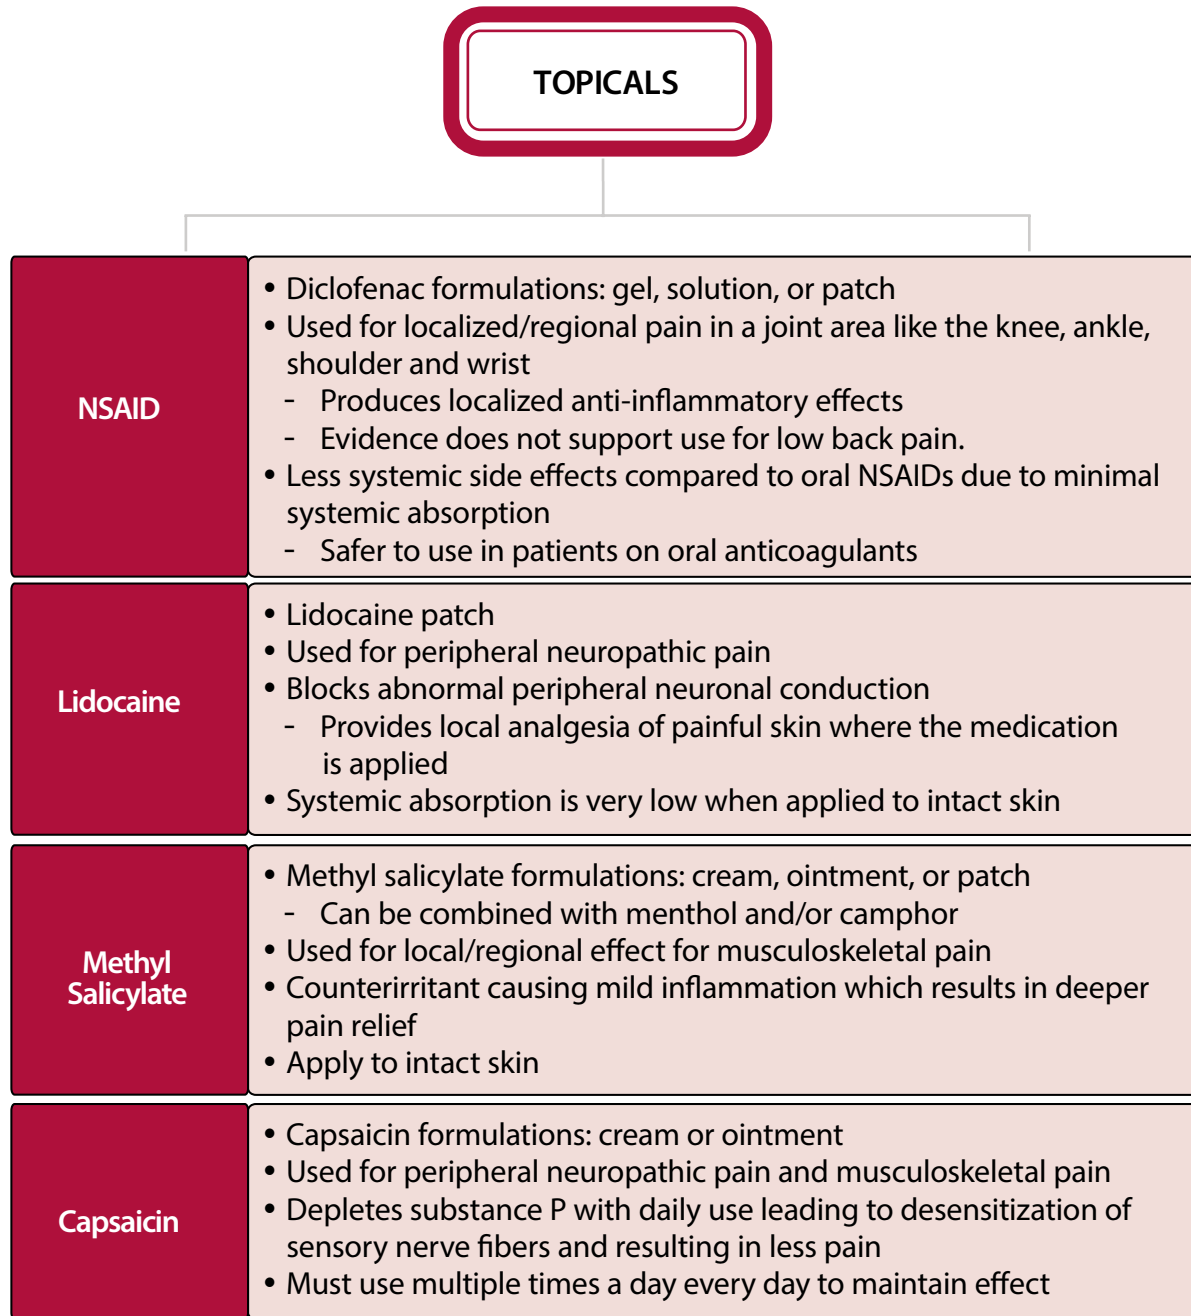 TOPICALS
NSAID
• Diclofenac formulations: gel, solution, or patch
• Used for localized/regional pain in a joint area like the knee, ankle,
shoulder and wrist
- Produces localized anti-inflammatory effects
- Evidence does not support use for low back pain.
• Less systemic side effects compared to oral NSAIDs due to minimal
systemic absorption
- Safer to use in patients on oral anticoagulants
Lidocaine
• Lidocaine patch
• Used for peripheral neuropathic pain
• Blocks abnormal peripheral neuronal conduction
- Provides local analgesia of painful skin where the medication
is applied
• Systemic absorption is very low when applied to intact skin
Methyl
Salicylate
• Methyl salicylate formulations: cream, ointment, or patch
- Can be combined with menthol and/or camphor
• Used for local/regional effect for musculoskeletal pain
• Counterirritant causing mild inflammation which results in deeper
pain relief
• Apply to intact skin
Capsaicin
• Capsaicin formulations: cream or ointment
• Used for peripheral neuropathic pain and musculoskeletal pain
• Depletes substance P with daily use leading to desensitization of
sensory nerve fibers and resulting in less pain
• Must use multiple times a day every day to maintain effect